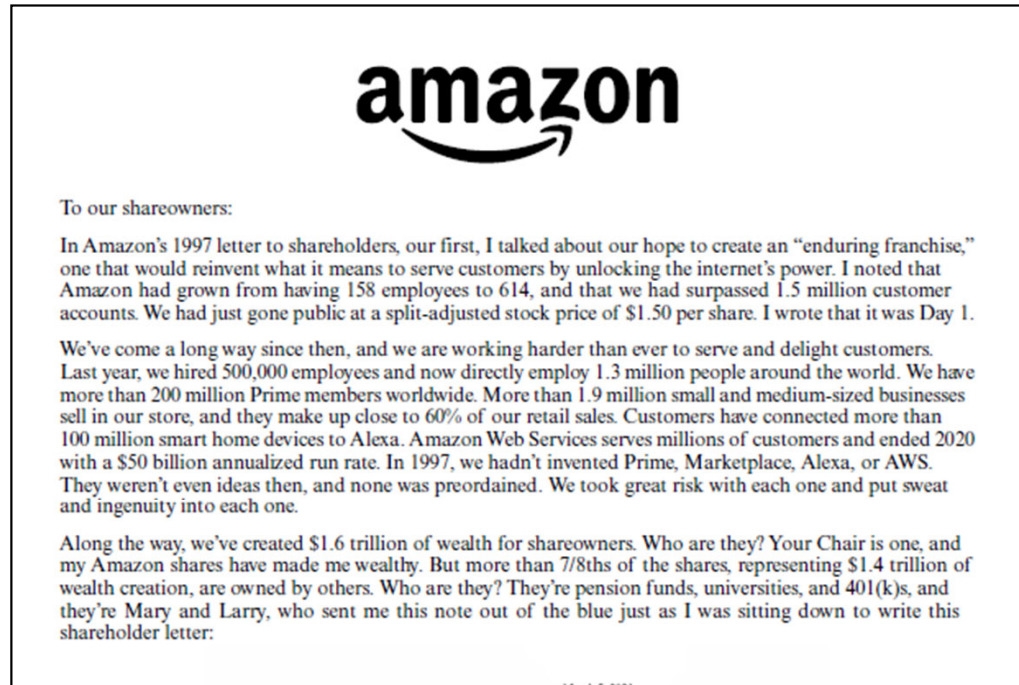 amazon
To our shareowners:
In Amazon's 1997 letter to shareholders, our first, I talked about our hope to create an “enduring franchise,”
one that would reinvent what it means to serve customers by unlocking the internet's power. I noted that
Amazon had grown from having 158 employees to 614, and that we had surpassed 1.5 million customer
accounts. We had just gone public at a split-adjusted stock price of $1.50 per share. I wrote that it was Day 1.
We've come a long way since then, and we are working harder than ever to serve and delight customers.
Last year, we hired 500,000 employees and now directly employ 1.3 million people around the world. We have
more than 200 million Prime members worldwide. More than 1.9 million small and medium-sized businesses
sell in our store, and they make up close to 60% of our retail sales. Customers have connected more than
100 million smart home devices to Alexa. Amazon Web Services serves millions of customers and ended 2020
with a $50 billion annualized run rate. In 1997, we hadn't invented Prime, Marketplace, Alexa, or AWS.
They weren't even ideas then, and none was preordained. We took great risk with each one and put sweat
and ingenuity into each one.
Along the way, we've created $1.6 trillion of wealth for shareowners. Who are they? Your Chair is one, and
my Amazon shares have made me wealthy. But more than 7/8ths of the shares, representing $1.4 trillion of
wealth creation, are owned by others. Who are they? They're pension funds, universities, and 401(k)s, and
they're Mary and Larry, who sent me this note out of the blue just as I was sitting down to write this
shareholder letter: